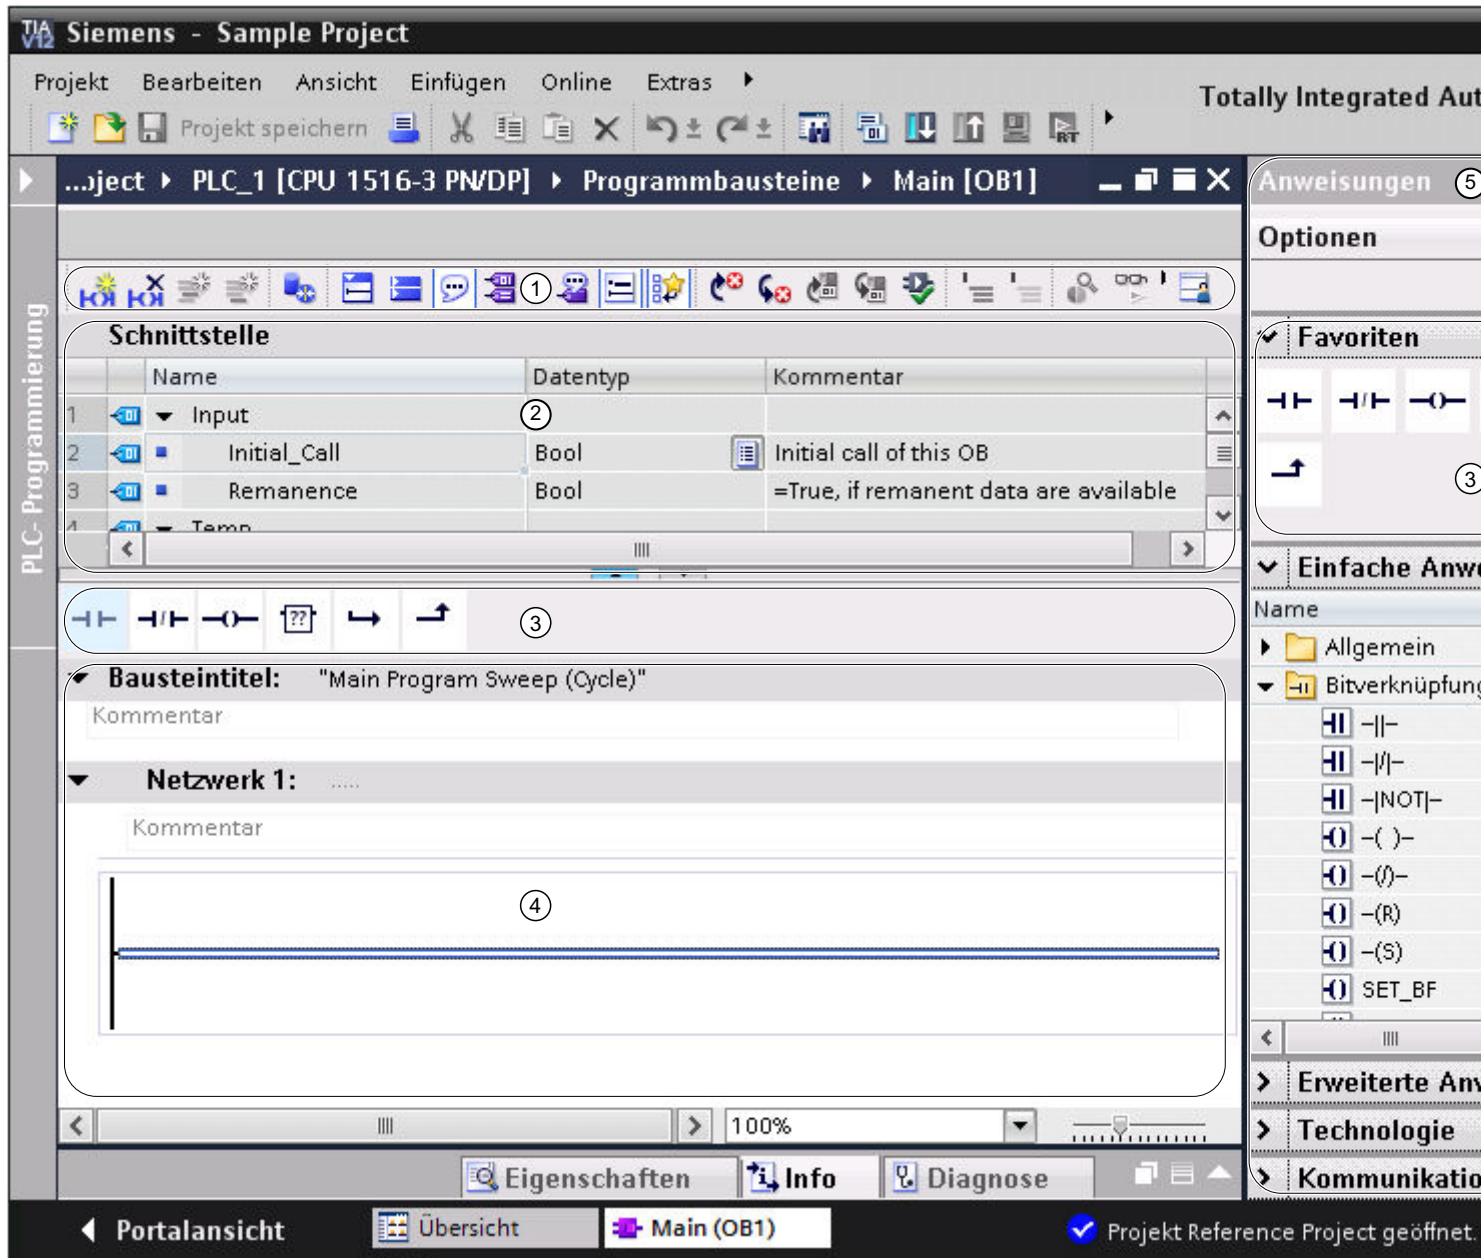 TIA V12 Siemens - Sample Project
Projekt Bearbeiten Ansicht Einfügen Online Extras
Totally Integrated Aut
Projekt speichern
...oject PLC_1 [CPU 1516-3 PN/DP] Programmbausteine Main [OB1]
Anweisungen 5
Optionen
1
PLC- Programmierung
Schnittstelle
Name Datentyp Kommentar
1 Input 2
2 Initial_Call Bool Initial call of this OB
3 Remanence Bool =True, if remanent data are available
4 Temp
Favoriten
3
Einfache Anwe
Name
Allgemein
Bitverknüpfung
-||-
-|/|-
-|NOT|-
-( )-
-(/)-
-(R)
-(S)
SET_BF
Erweiterte Anw
Technologie
Kommunikatio
?? 3
Bausteintitel: "Main Program Sweep (Cycle)"
Kommentar
Netzwerk 1: .....
Kommentar
4
100%
Eigenschaften Info Diagnose
Portalansicht Übersicht Main (OB1) Projekt Reference Project geöffnet.